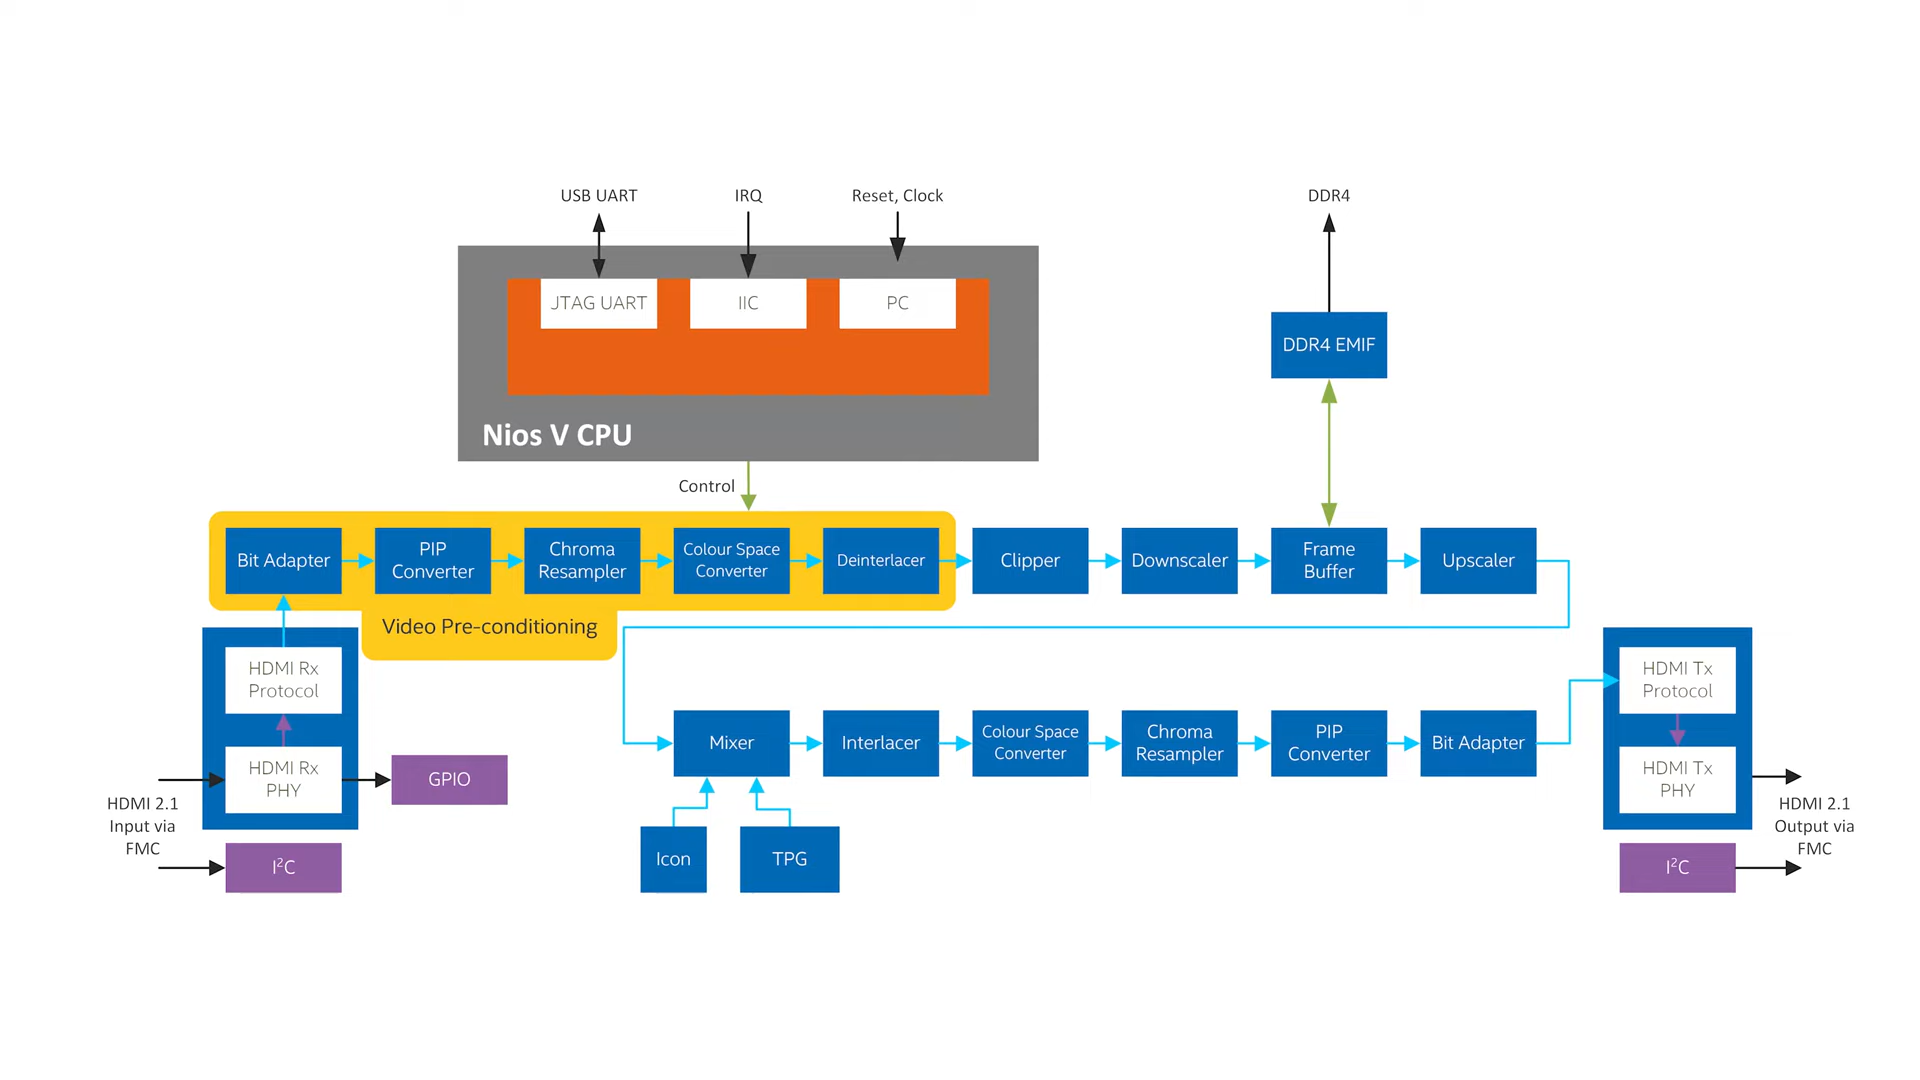 USB UART
IRQ
Reset, Clock
DDR4
JTAG UART
IIC
PC
DDR4 EMIF
Nios V CPU
Control
Bit Adapter
PIP
Converter
Chroma
Resampler
Colour Space
Converter
Deinterlacer
Clipper
Downscaler
Frame
Buffer
Upscaler
Video Pre-conditioning
HDMI Rx
Protocol
HDMI Rx
PHY
GPIO
HDMI 2.1
Input via
FMC
I²C
Mixer
Interlacer
Colour Space
Converter
Chroma
Resampler
PIP
Converter
Bit Adapter
Icon
TPG
HDMI Tx
Protocol
HDMI Tx
PHY
HDMI 2.1
Output via
FMC
I²C